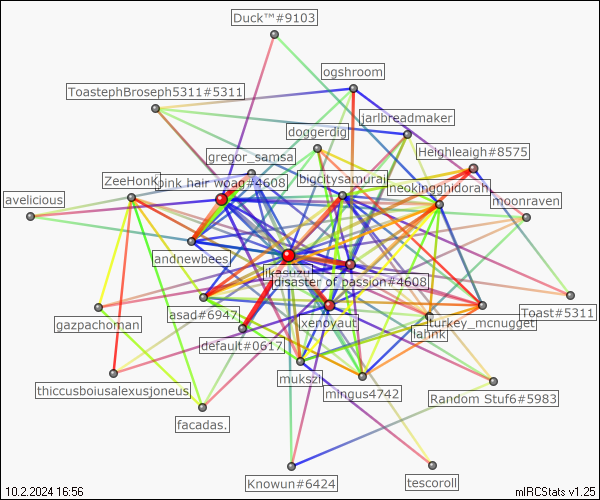 Duck™#9103
ogshroom
ToastephBroseph5311#5311
jarlbreadmaker
doggerdig
Heighleaigh#8575
gregor_samsa
ZeeHonk
pink hair woag#4608
bigcitysamurai
neokingghidorah
avelicious
moonraven
andnewbees
likasuzu
disaster of passion#4608
asad#6947
xenoyaut
Toast#5311
gazpachoman
turkey_mcnugget
lahnk
default#0617
mukszi
thiccusboiusalexusjoneus
mingus4742
Random Stuf6#5983
facadas.
Knowun#6424
tescoroll
10.2.2024 16:56
mIRCStats v1.25